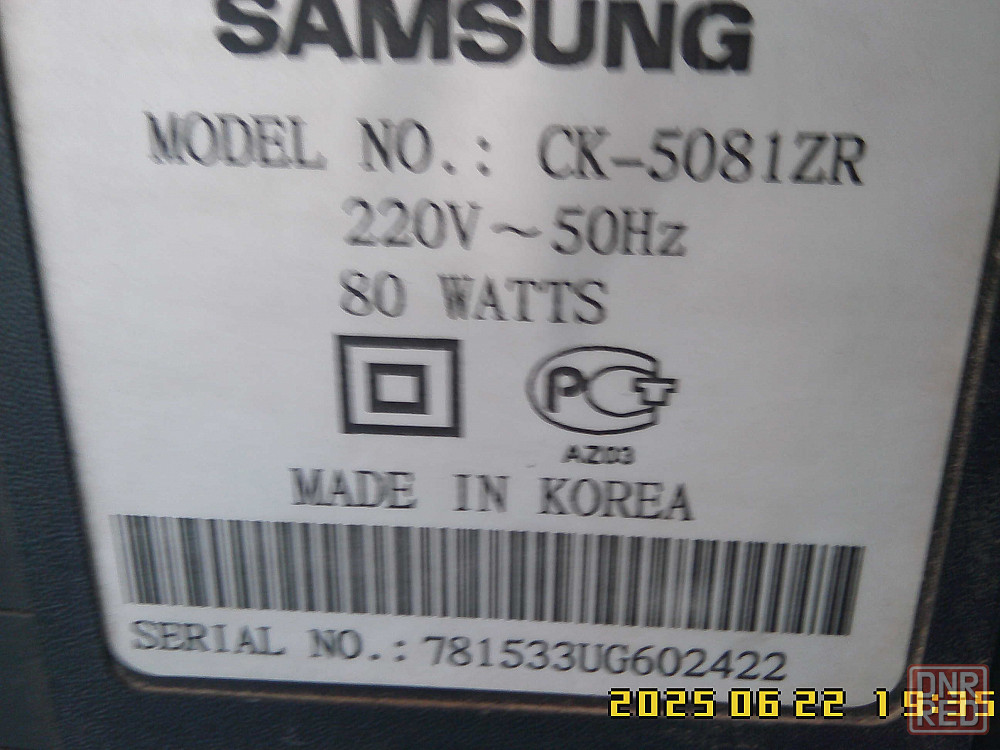 SAMSUNG
MODEL NO.: CK-5081ZR
220V~50Hz
80 WATTS
РСТ
AZ03
MADE IN KOREA
SERIAL NO.: 781533UG602422
2025 06 22 19:35
DNR
RED